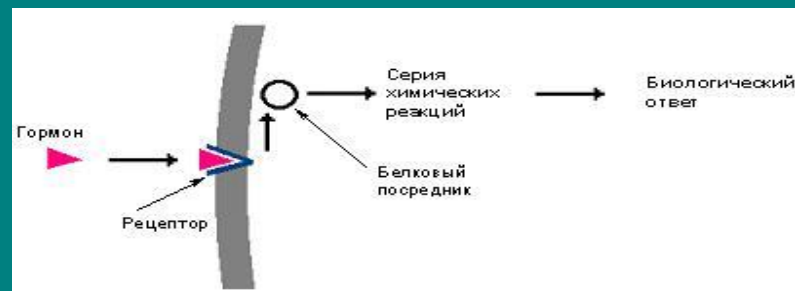 Гормон
Рецептор
Серия
химических
реакций
Белковый
посредник
Биологический
ответ